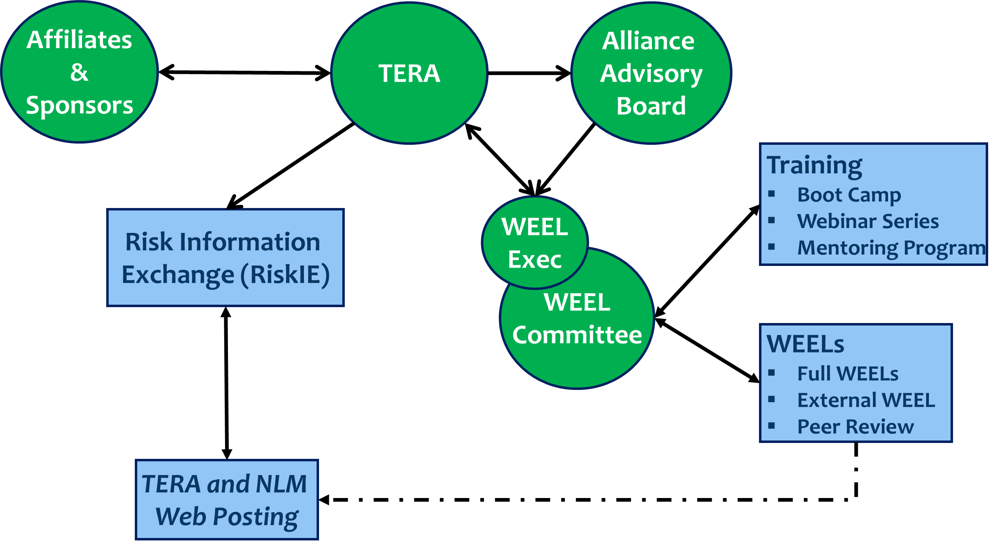 Affiliates
&
Sponsors
TERA
Alliance
Advisory
Board
Training
▪ Boot Camp
▪ Webinar Series
▪ Mentoring Program
Risk Information
Exchange (RiskIE)
WEEL
Exec
WEEL
Committee
WEELs
▪ Full WEELs
▪ External WEEL
▪ Peer Review
TERA and NLM
Web Posting